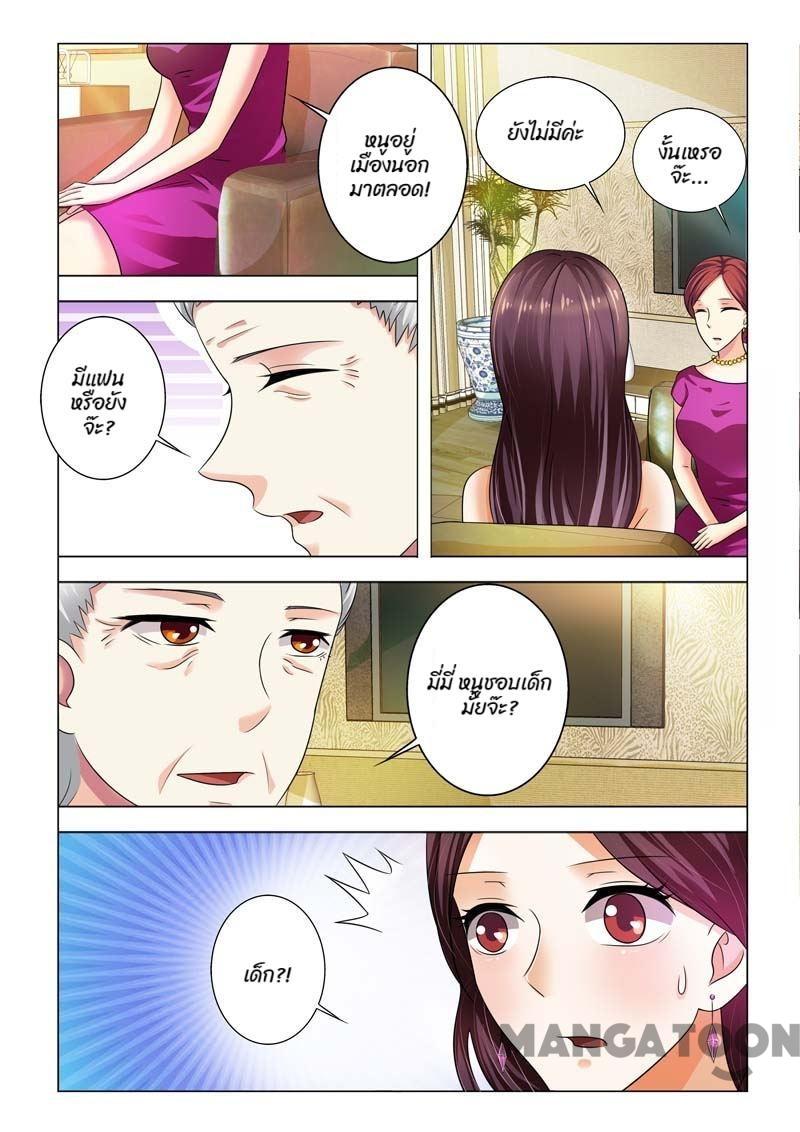 หนูอยู่
เมืองนอก
มาตลอด!
มีแฟน
หรือยัง
จ๊ะ?
ยังไม่มีค่ะ
งั้นเหรอ
จ๊ะ...
มี่มี่ หนูชอบเด็ก
มั้ยจ๊ะ?
เด็ก?!
MANGATOON